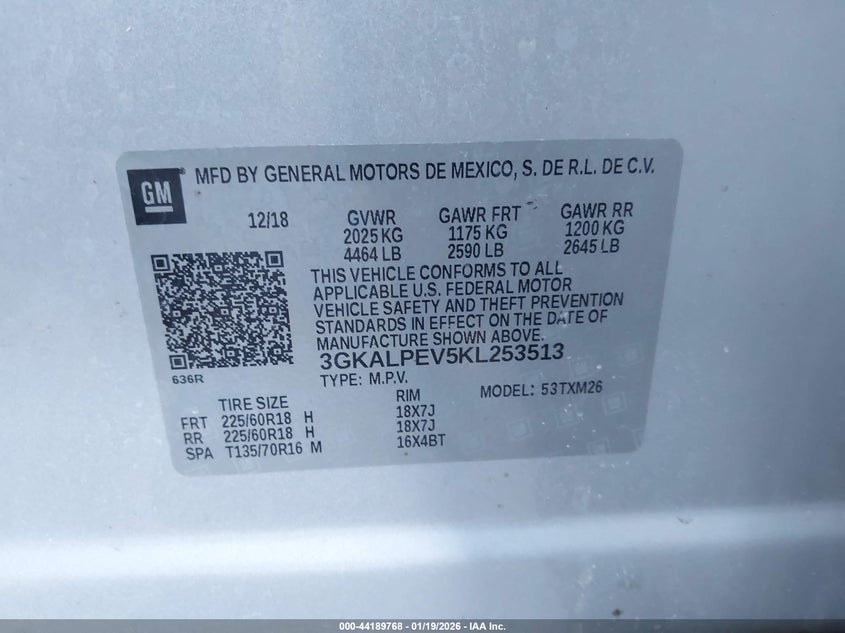 GM® MFD BY GENERAL MOTORS DE MEXICO, S. DE R.L. DE C.V.
12/18 GVWR GAWR FRT GAWR RR
2025 KG 1175 KG 1200 KG
4464 LB 2590 LB 2645 LB
THIS VEHICLE CONFORMS TO ALL
APPLICABLE U.S. FEDERAL MOTOR
VEHICLE SAFETY AND THEFT PREVENTION
STANDARDS IN EFFECT ON THE DATE OF
MANUFACTURE SHOWN ABOVE.
3GKALPEV5KL253513
636R
TYPE: M.P.V. MODEL: 53TXM26
TIRE SIZE RIM
FRT 225/60R18 H 18X7J
RR 225/60R18 H 18X7J
SPA T135/70R16 M 16X4BT
000-44189768 - 01/19/2026 - IAA Inc.